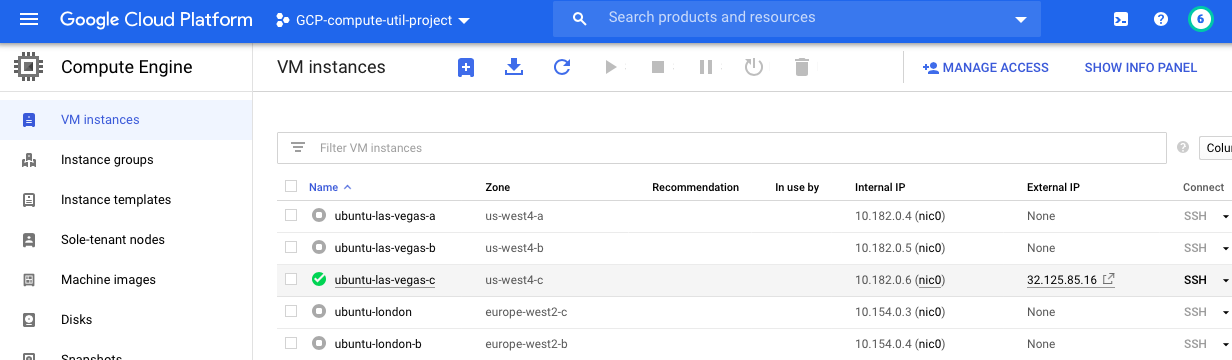 Google Cloud Platform GCP-compute-util-project Search products and resources 6
Compute Engine VM instances MANAGE ACCESS SHOW INFO PANEL
VM instances
Filter VM instances Colu
Instance groups
Name Zone Recommendation In use by Internal IP External IP Connect
Instance templates
ubuntu-las-vegas-a us-west4-a 10.182.0.4 (nic0) None SSH
Sole-tenant nodes
ubuntu-las-vegas-b us-west4-b 10.182.0.5 (nic0) None SSH
Machine images
ubuntu-las-vegas-c us-west4-c 10.182.0.6 (nic0) 32.125.85.16 SSH
Disks
ubuntu-london europe-west2-c 10.154.0.3 (nic0) None SSH
Snapshots
ubuntu-london-b europe-west2-b 10.154.0.4 (nic0) None SSH